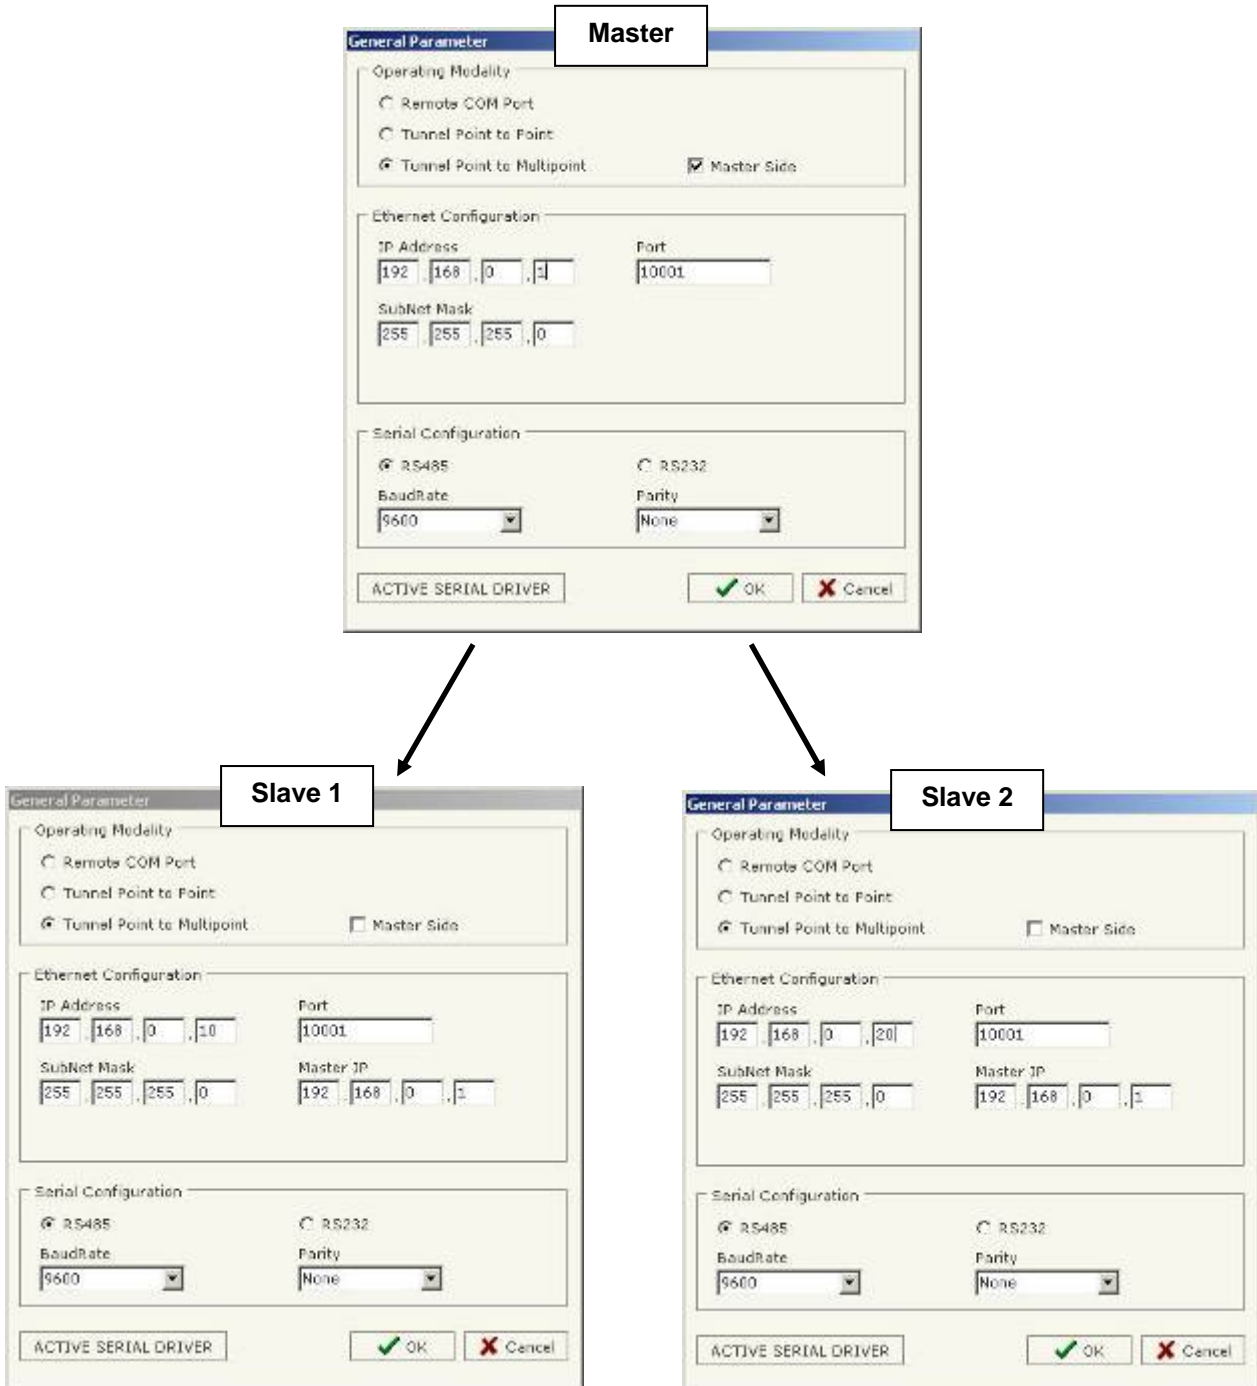 Master
General Parameter
Operating Modality
Remote COM Port
Tunnel Point to Point
Tunnel Point to Multipoint Master Side
Ethernet Configuration
IP Address Port
192 . 168 . 0 . 1 10001
SubNet Mask
255 . 255 . 255 . 0
Serial Configuration
RS485 RS232
BaudRate Parity
9600 None
ACTIVE SERIAL DRIVER OK Cancel
Slave 1
General Parameter
Operating Modality
Remote COM Port
Tunnel Point to Point
Tunnel Point to Multipoint Master Side
Ethernet Configuration
IP Address Port
192 . 168 . 0 . 10 10001
SubNet Mask Master IP
255 . 255 . 255 . 0 192 . 168 . 0 . 1
Serial Configuration
RS485 RS232
BaudRate Parity
9600 None
ACTIVE SERIAL DRIVER OK Cancel
Slave 2
General Parameter
Operating Modality
Remote COM Port
Tunnel Point to Point
Tunnel Point to Multipoint Master Side
Ethernet Configuration
IP Address Port
192 . 168 . 0 . 20 10001
SubNet Mask Master IP
255 . 255 . 255 . 0 192 . 168 . 0 . 1
Serial Configuration
RS485 RS232
BaudRate Parity
9600 None
ACTIVE SERIAL DRIVER OK Cancel